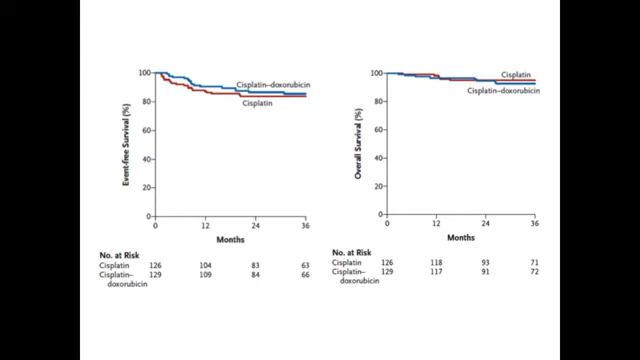 Event-free Survival (%)
100
80
60
40
20
0
Cisplatin–doxorubicin
Cisplatin
0 12 24 36
Months
No. at Risk
Cisplatin 126 104 83 63
Cisplatin– 129 109 84 66
doxorubicin
Overall Survival (%)
100
80
60
40
20
0
Cisplatin
Cisplatin–doxorubicin
0 12 24 36
Months
No. at Risk
Cisplatin 126 118 93 71
Cisplatin– 129 117 91 72
doxorubicin